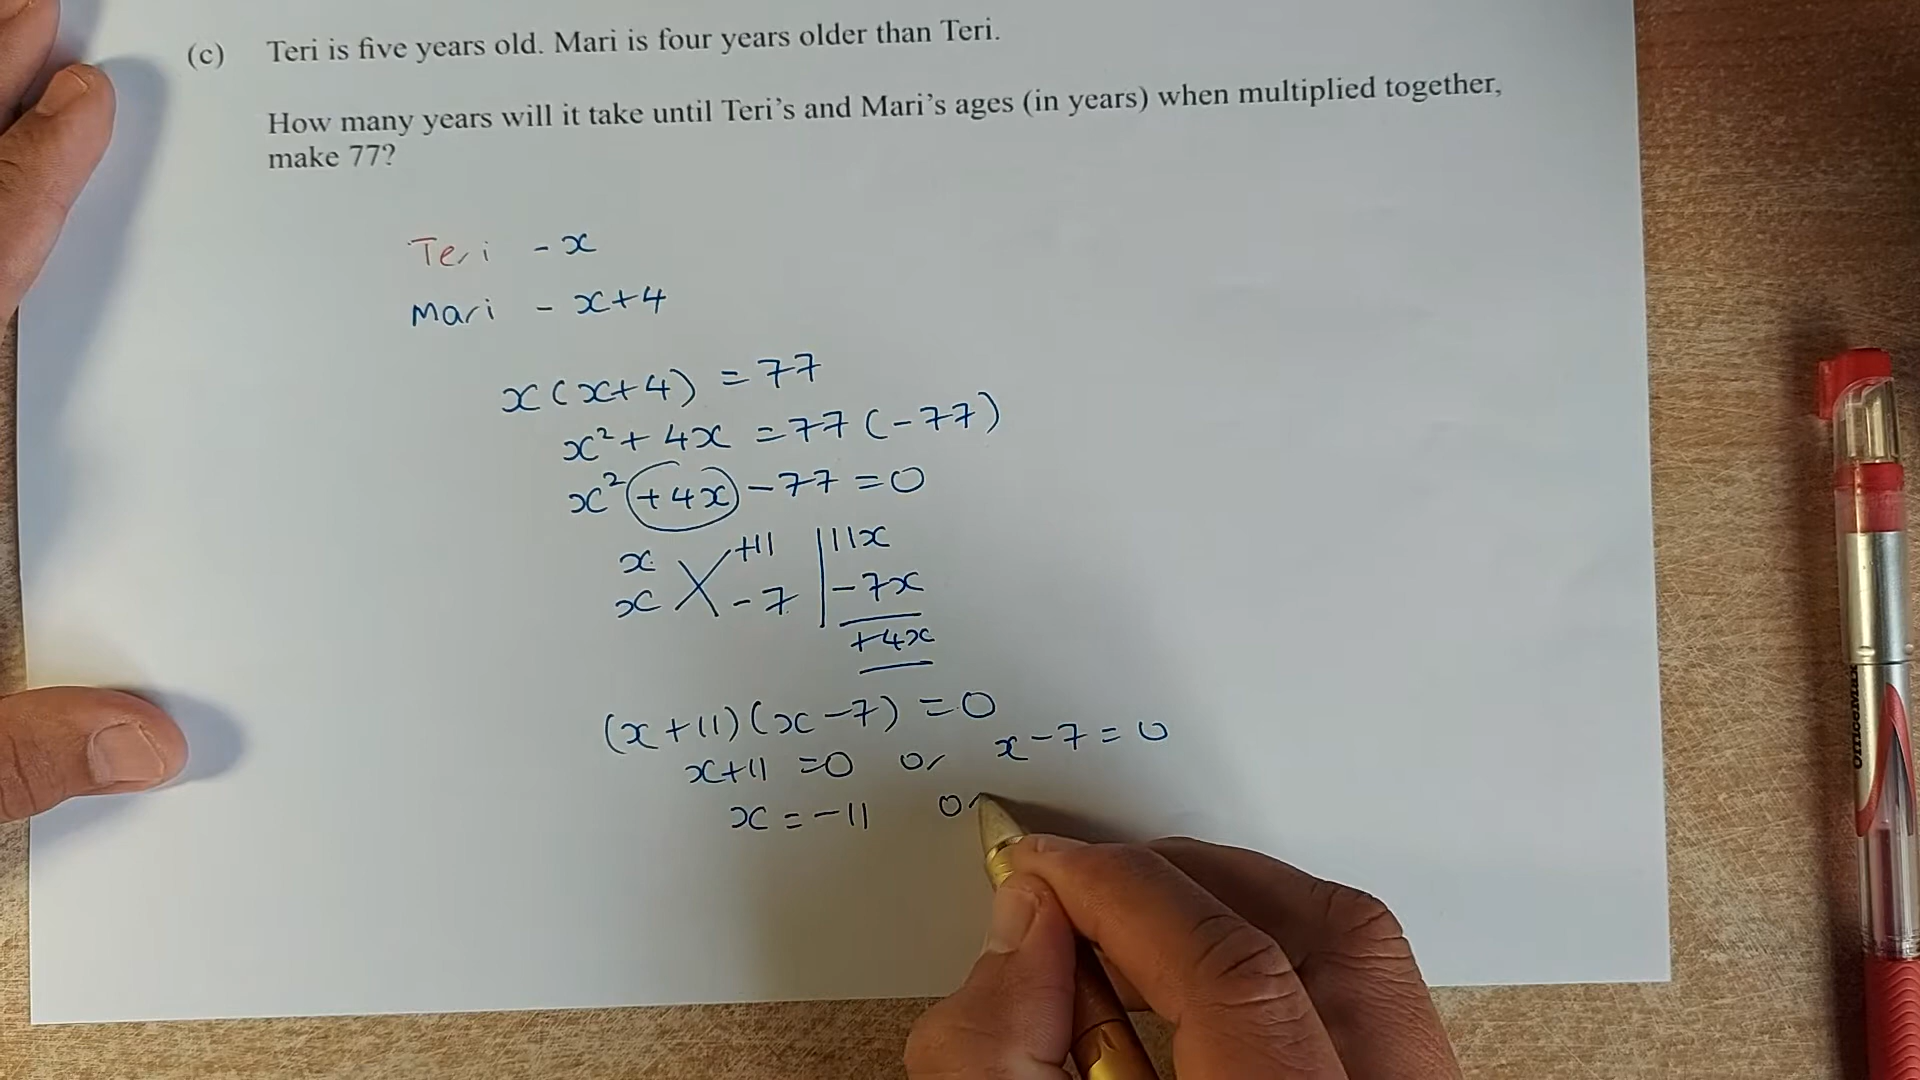 (c) Teri is five years old. Mari is four years older than Teri.
How many years will it take until Teri's and Mari's ages (in years) when multiplied together,
make 77?
Teri - x
Mari - x+4
x(x+4) = 77
x² + 4x = 77 (-77)
x² +4x - 77 = 0
x +11 11x
x -7 -7x
+4x
(x+11)(x-7) = 0
x+11 = 0 or x-7 = 0
x = -11 or
OfficeMax